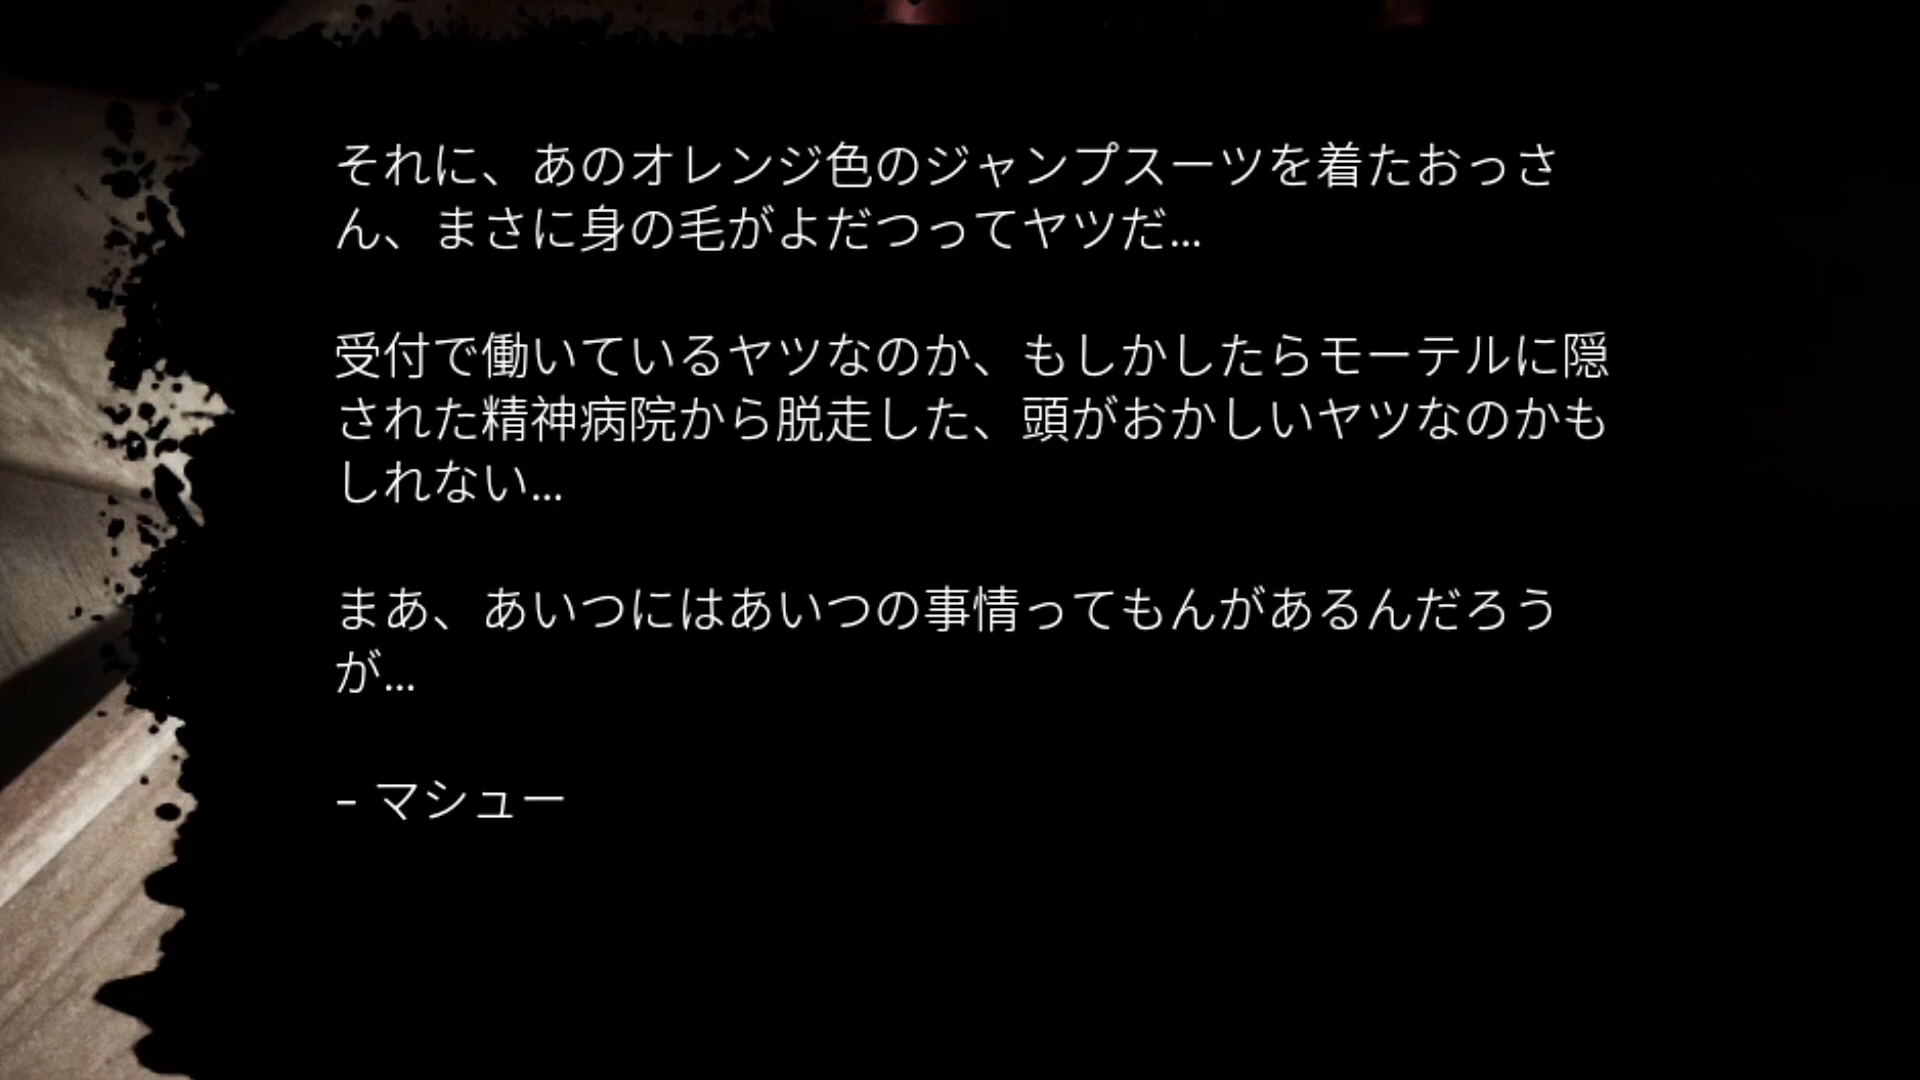 それに、あのオレンジ色のジャンプスーツを着たおっさ
ん、まさに身の毛がよだつってヤツだ...
受付で働いているヤツなのか、もしかしたらモーテルに隠
された精神病院から脱走した、頭がおかしいヤツなのかも
しれない...
まあ、あいつにはあいつの事情ってもんがあるんだろう
が...
- マシュー